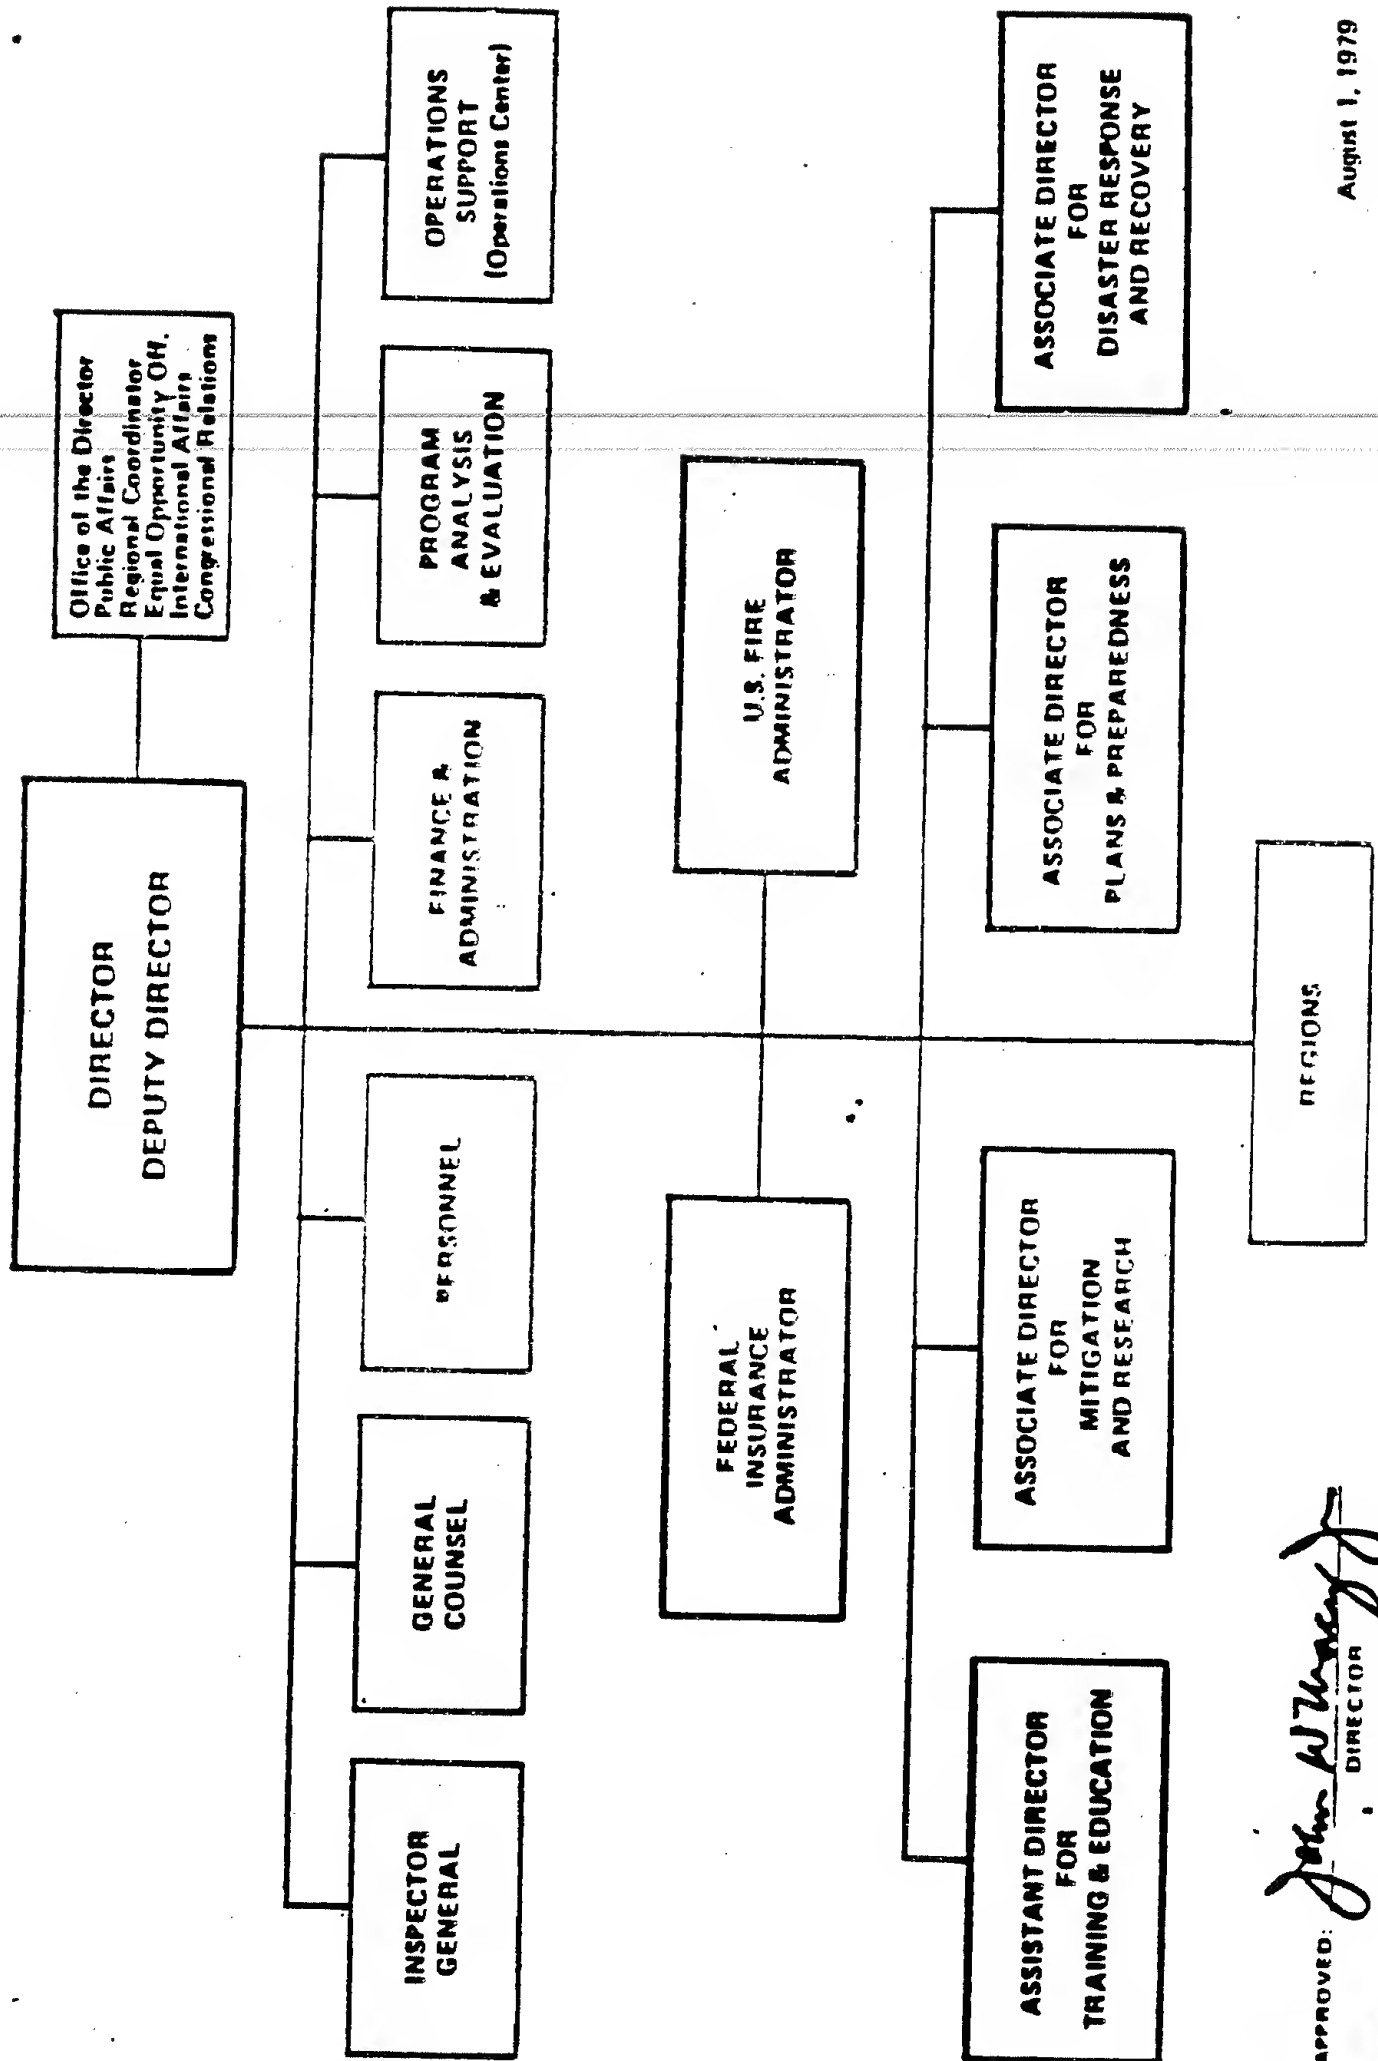 DIRECTOR
DEPUTY DIRECTOR
Office of the Director
Public Affairs
Regional Coordinator
Equal Opportunity Off.
International Affairs
Congressional Relations
INSPECTOR
GENERAL
GENERAL
COUNSEL
PERSONNEL
FINANCE &
ADMINISTRATION
PROGRAM
ANALYSIS
& EVALUATION
OPERATIONS
SUPPORT
(Operations Center)
FEDERAL
INSURANCE
ADMINISTRATOR
U.S. FIRE
ADMINISTRATOR
ASSISTANT DIRECTOR
FOR
TRAINING & EDUCATION
ASSOCIATE DIRECTOR
FOR
MITIGATION
AND RESEARCH
ASSOCIATE DIRECTOR
FOR
PLANS & PREPAREDNESS
ASSOCIATE DIRECTOR
FOR
DISASTER RESPONSE
AND RECOVERY
REGIONS
APPROVED: John W
DIRECTOR
August 1, 1979